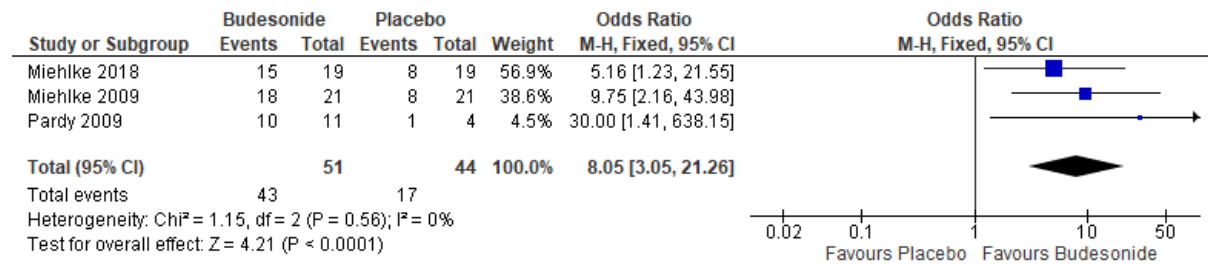 Budesonide Placebo Odds Ratio Odds Ratio
Study or Subgroup Events Total Events Total Weight M-H, Fixed, 95% CI M-H, Fixed, 95% CI
Miehlke 2018 15 19 8 19 56.9% 5.16 [1.23, 21.55]
Miehlke 2009 18 21 8 21 38.6% 9.75 [2.16, 43.98]
Pardy 2009 10 11 1 4 4.5% 30.00 [1.41, 638.15]
Total (95% CI) 51 44 100.0% 8.05 [3.05, 21.26]
Total events 43 17
Heterogeneity: Chi² = 1.15, df = 2 (P = 0.56); I² = 0%
Test for overall effect: Z = 4.21 (P < 0.0001)
0.02 0.1 1 10 50
Favours Placebo Favours Budesonide